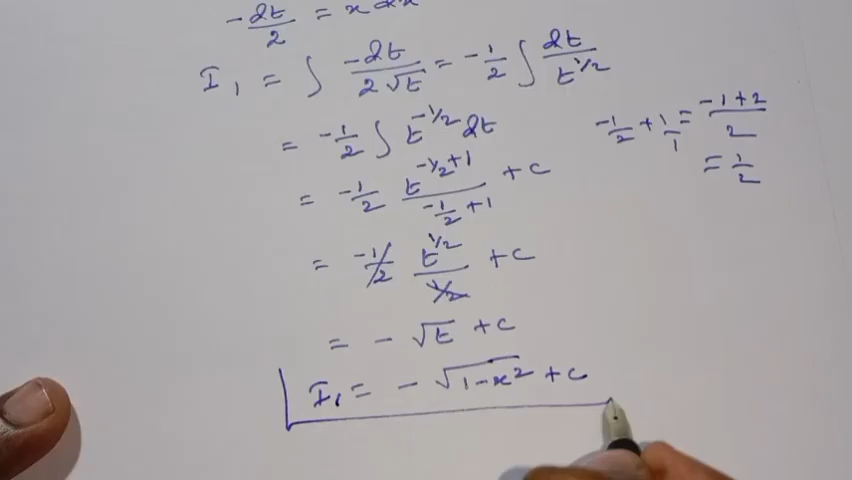 -dt/2 = x dx
I₁ = ∫ -dt/2√t = -1/2 ∫ dt/t^1/2
= -1/2 ∫ t^-1/2 dt
-1/2 + 1/1 = -1+2/2
= 1/2
= -1/2 t^-1/2+1/-1/2+1 + c
= -1/2 t^1/2/1/2 + c
= - √t + c
I₁ = - √1-x² + c